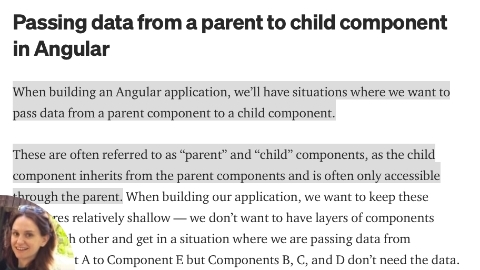 Passing data from a parent to child component
in Angular
When building an Angular application, we'll have situations where we want to
pass data from a parent component to a child component.
These are often referred to as “parent” and “child” components, as the child
component inherits from the parent components and is often only accessible
through the parent. When building our application, we want to keep these
relatively shallow — we don't want to have layers of components
other and get in a situation where we are passing data from
A to Component E but Components B, C, and D don't need the data.